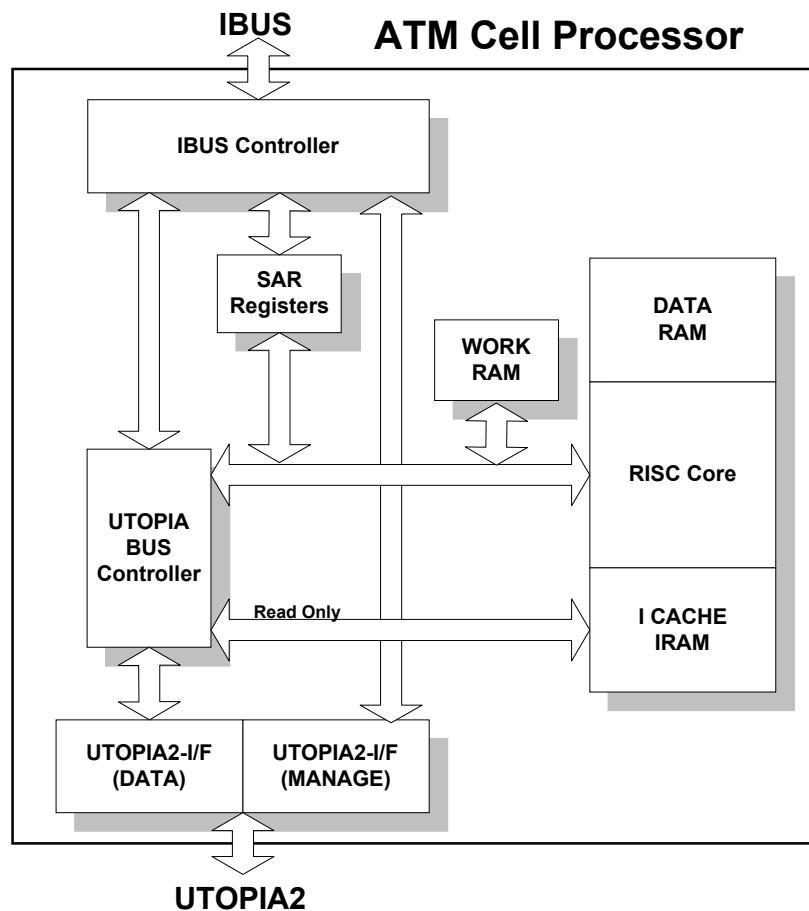 IBUS
ATM Cell Processor
IBUS Controller
SAR
Registers
DATA
RAM
WORK
RAM
RISC Core
UTOPIA
BUS
Controller
Read Only
I CACHE
IRAM
UTOPIA2-I/F
(DATA)
UTOPIA2-I/F
(MANAGE)
UTOPIA2